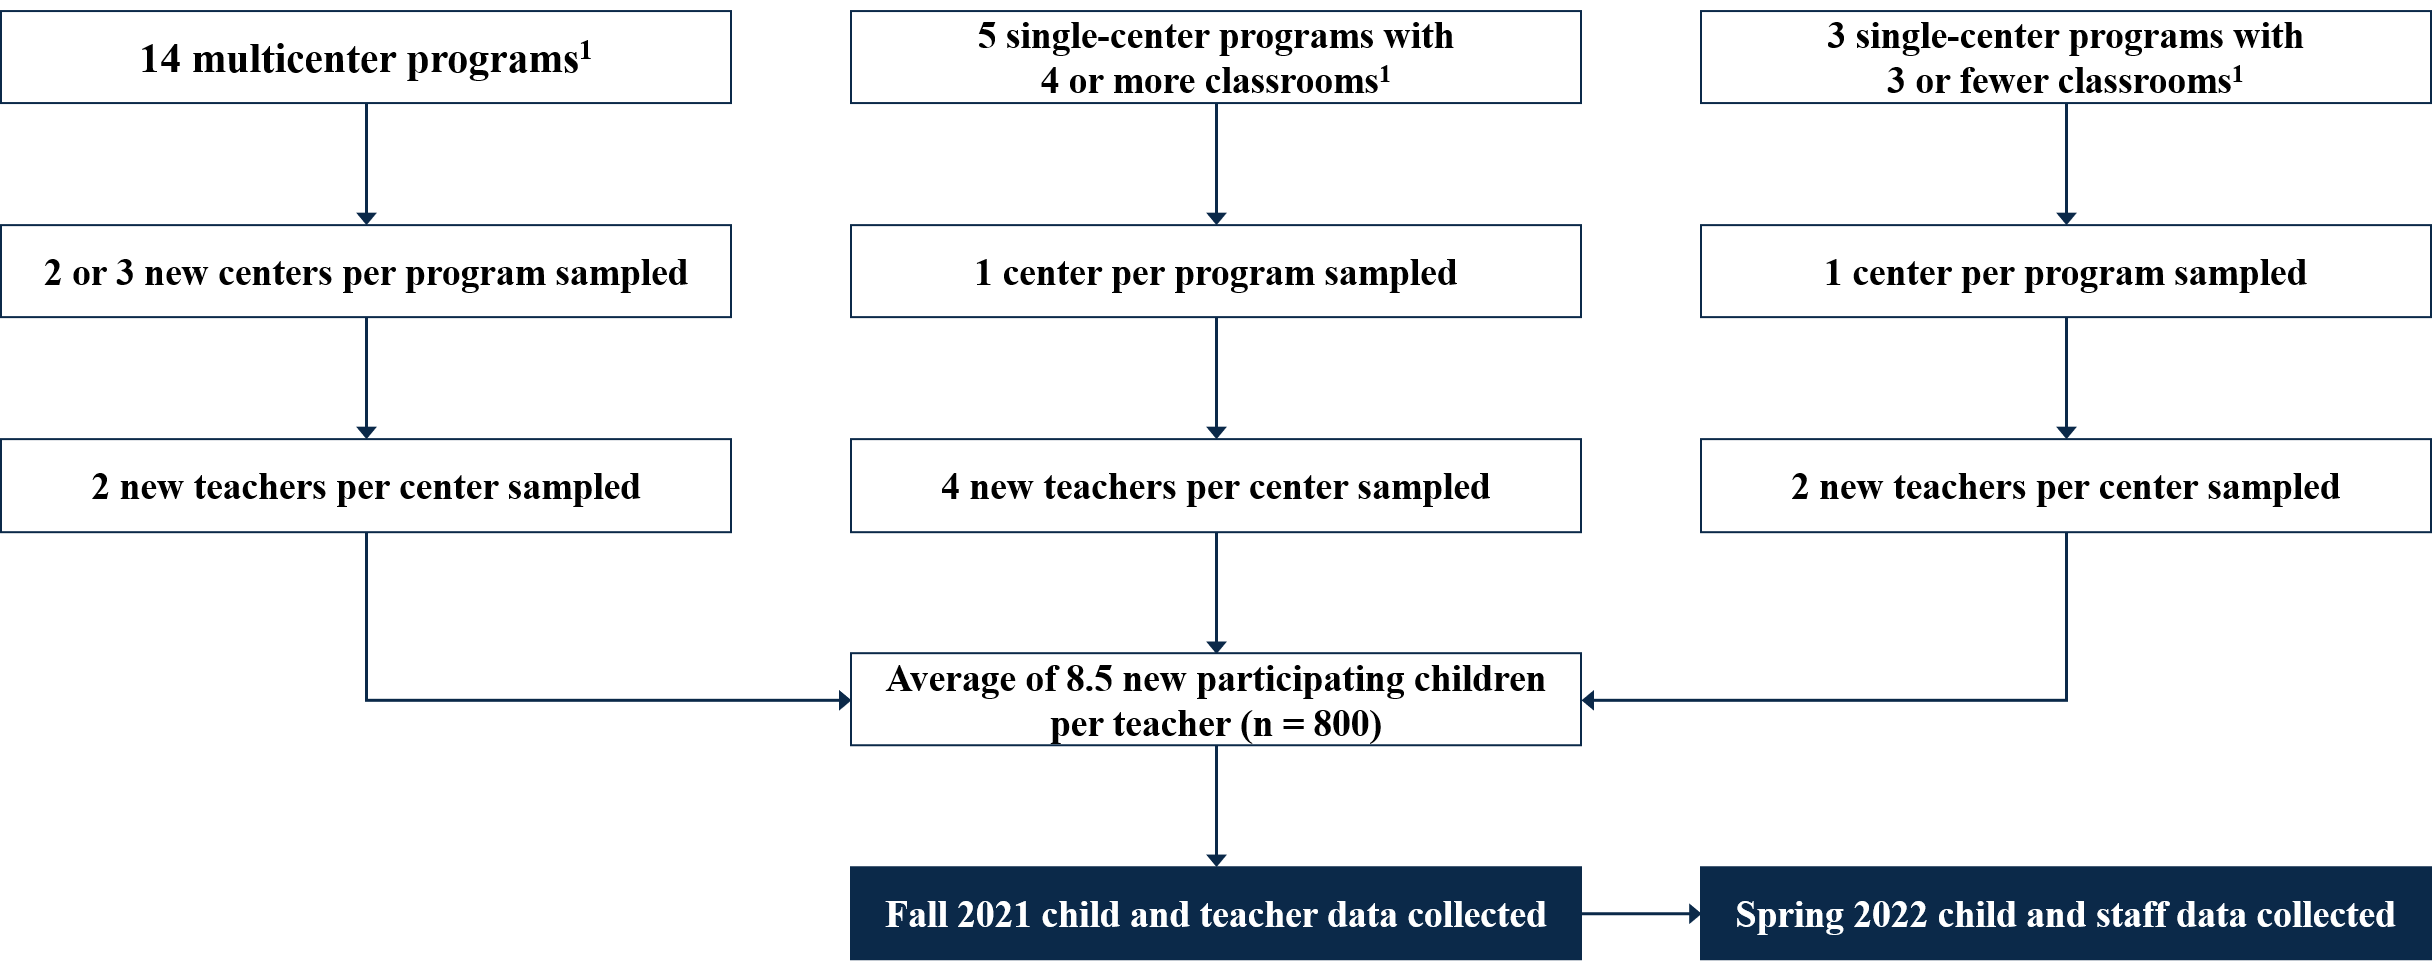 14 multicenter programs¹
5 single-center programs with
4 or more classrooms¹
3 single-center programs with
3 or fewer classrooms¹
2 or 3 new centers per program sampled
1 center per program sampled
1 center per program sampled
2 new teachers per center sampled
4 new teachers per center sampled
2 new teachers per center sampled
Average of 8.5 new participating children
per teacher (n = 800)
Fall 2021 child and teacher data collected
Spring 2022 child and staff data collected